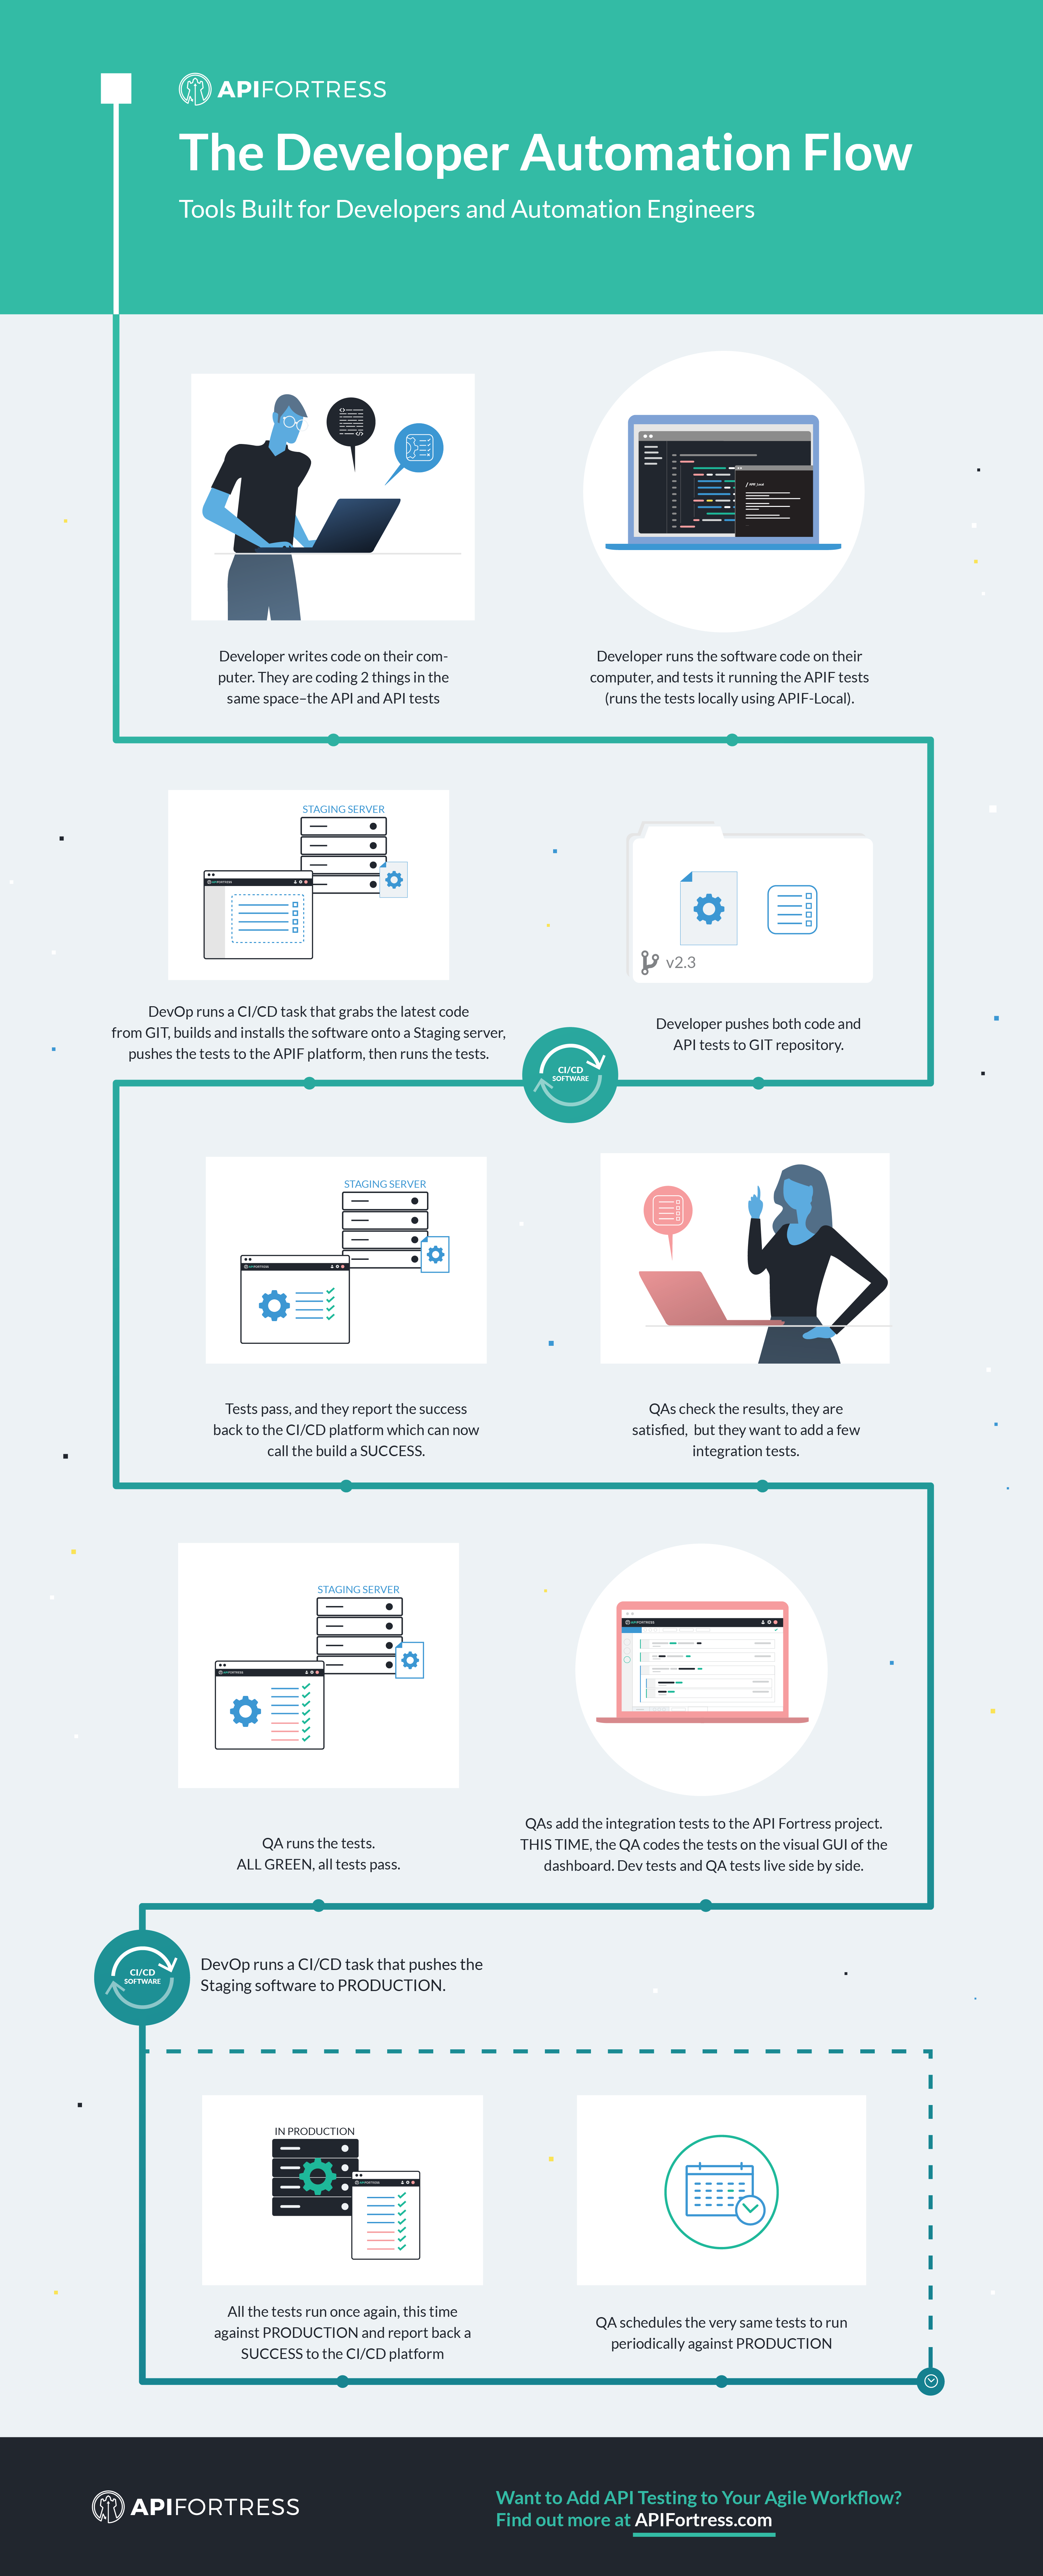 APIFORTRESS
The Developer Automation Flow
Tools Built for Developers and Automation Engineers
Developer writes code on their com-
puter. They are coding 2 things in the
same space–the API and API tests
Developer runs the software code on their
computer, and tests it running the APIF tests
(runs the tests locally using APIF-Local).
STAGING SERVER
APIFORTRESS
v2.3
Developer pushes both code and
API tests to GIT repository.
CI/CD
SOFTWARE
DevOp runs a CI/CD task that grabs the latest code
from GIT, builds and installs the software onto a Staging server,
pushes the tests to the APIF platform, then runs the tests.
STAGING SERVER
APIFORTRESS
Tests pass, and they report the success
back to the CI/CD platform which can now
call the build a SUCCESS.
QAs check the results, they are
satisfied, but they want to add a few
integration tests.
STAGING SERVER
APIFORTRESS
APIFORTRESS
QAs add the integration tests to the API Fortress project.
THIS TIME, the QA codes the tests on the visual GUI of the
dashboard. Dev tests and QA tests live side by side.
QA runs the tests.
ALL GREEN, all tests pass.
CI/CD
SOFTWARE
DevOp runs a CI/CD task that pushes the
Staging software to PRODUCTION.
IN PRODUCTION
APIFORTRESS
All the tests run once again, this time
against PRODUCTION and report back a
SUCCESS to the CI/CD platform
QA schedules the very same tests to run
periodically against PRODUCTION
APIFORTRESS
Want to Add API Testing to Your Agile Workflow?
Find out more at APIFortress.com